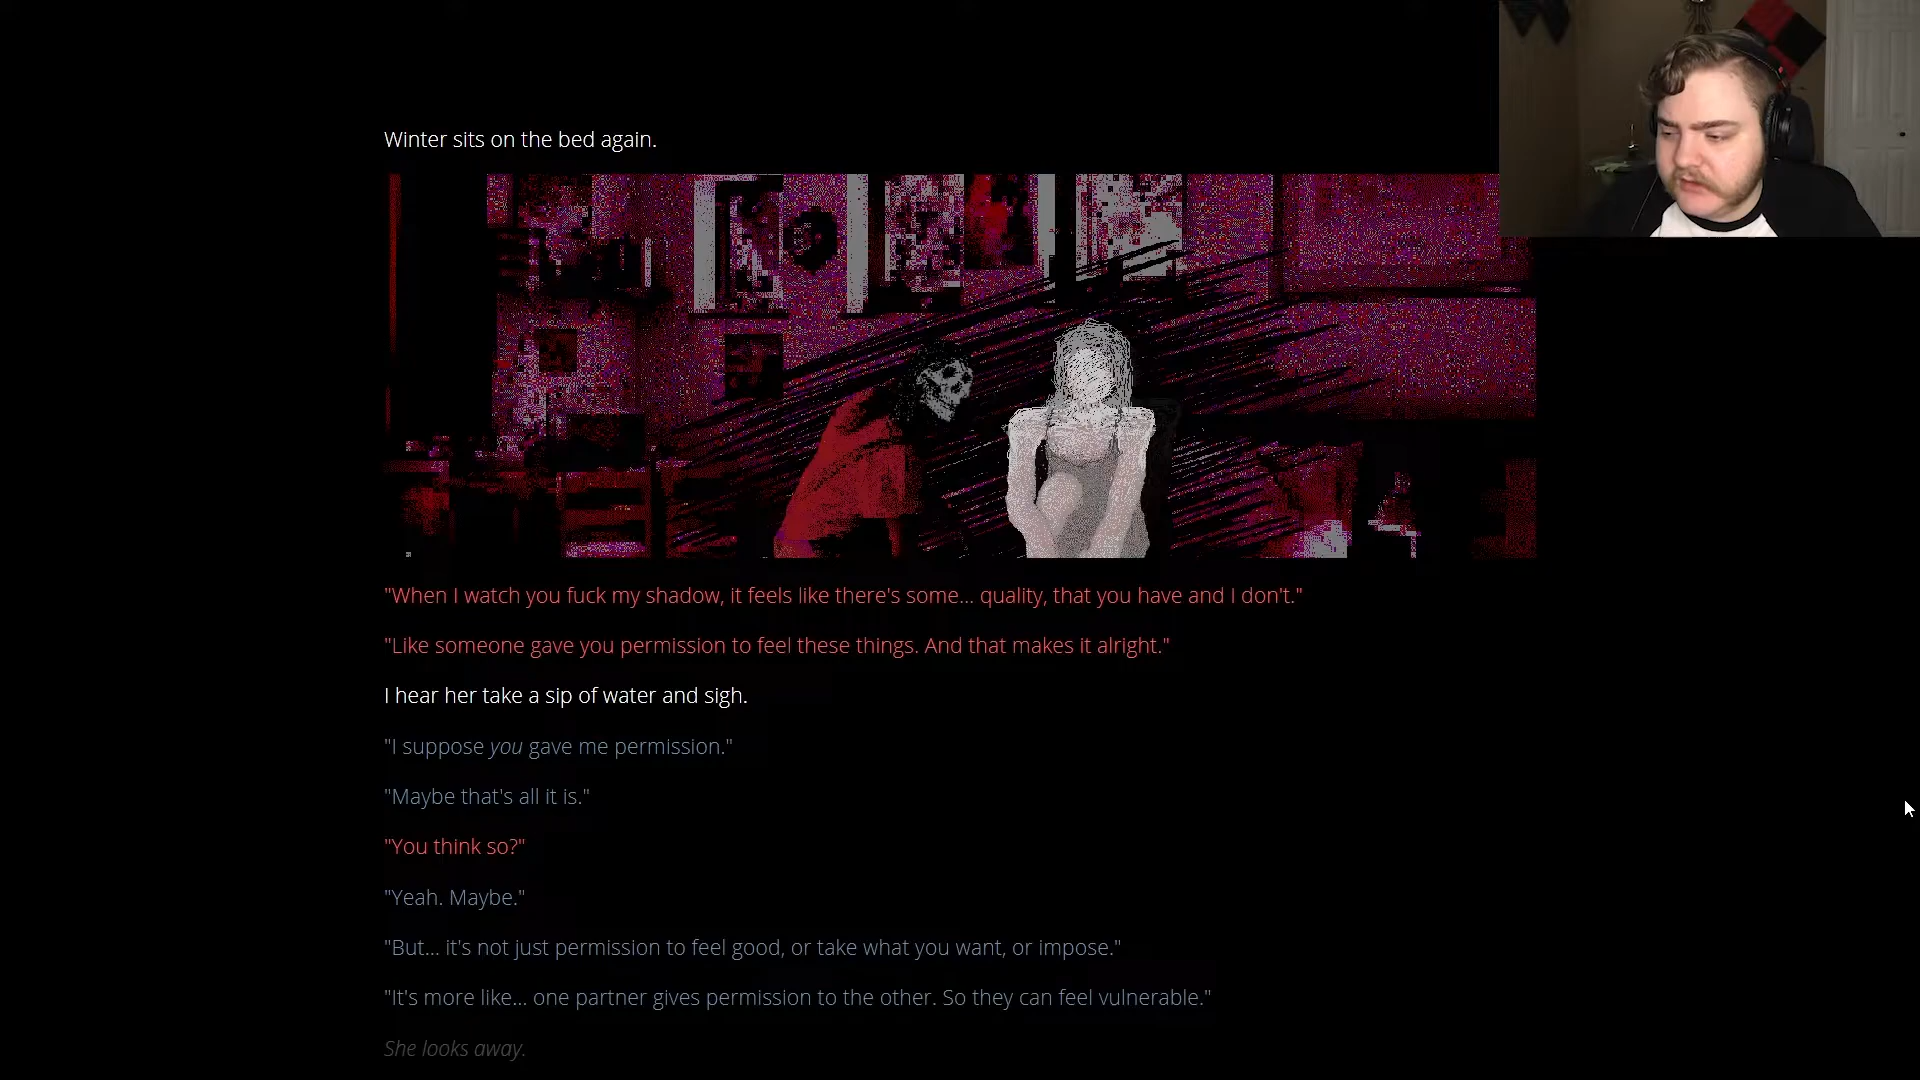 Winter sits on the bed again.
"When I watch you fuck my shadow, it feels like there's some... quality, that you have and I don't."
"Like someone gave you permission to feel these things. And that makes it alright."
I hear her take a sip of water and sigh.
"I suppose you gave me permission."
"Maybe that's all it is."
"You think so?"
"Yeah. Maybe."
"But... it's not just permission to feel good, or take what you want, or impose."
"It's more like... one partner gives permission to the other. So they can feel vulnerable."
She looks away.